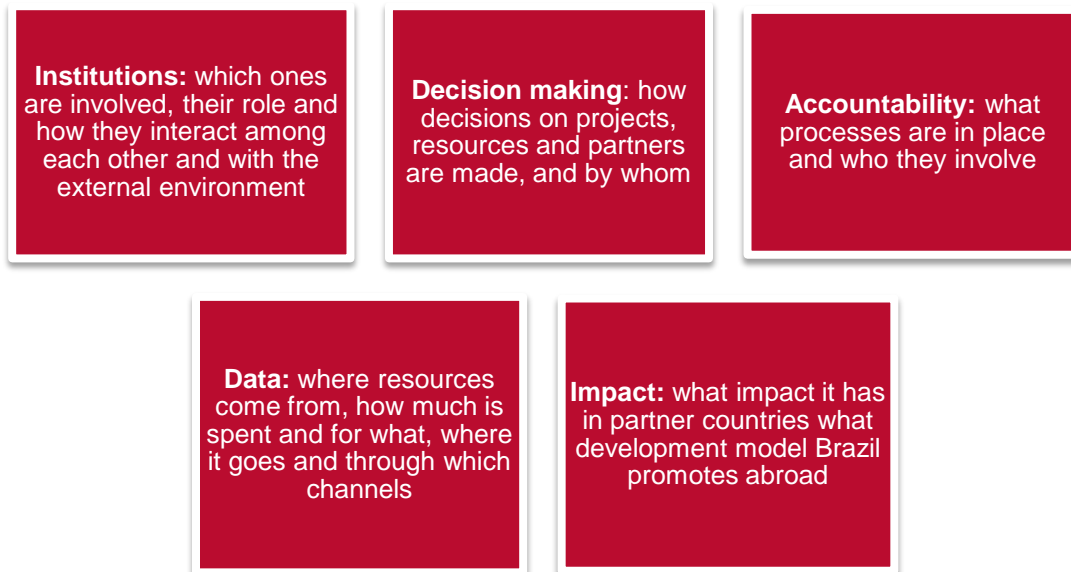 Institutions: which ones
are involved, their role and
how they interact among
each other and with the
external environment
Decision making: how
decisions on projects,
resources and partners
are made, and by whom
Accountability: what
processes are in place
and who they involve
Data: where resources
come from, how much is
spent and for what, where
it goes and through which
channels
Impact: what impact it has
in partner countries what
development model Brazil
promotes abroad